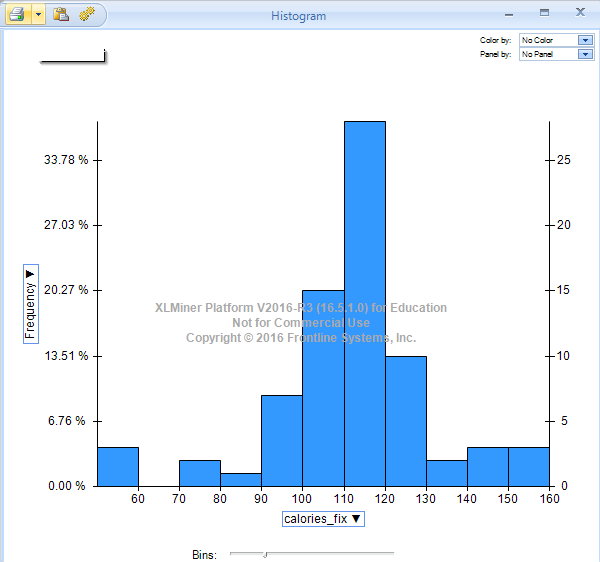 Histogram
Color by: No Color
Panel by: No Panel
33.78 % 25
27.03 % 20
20.27 % 15
13.51 % 10
6.76 % 5
0.00 % 0
Frequency ▼
XLMiner Platform V2016-R3 (16.5.1.0) for Education
Not for Commercial Use
Copyright © 2016 Frontline Systems, Inc.
60 70 80 90 100 110 120 130 140 150 160
calories_fix ▼
Bins: